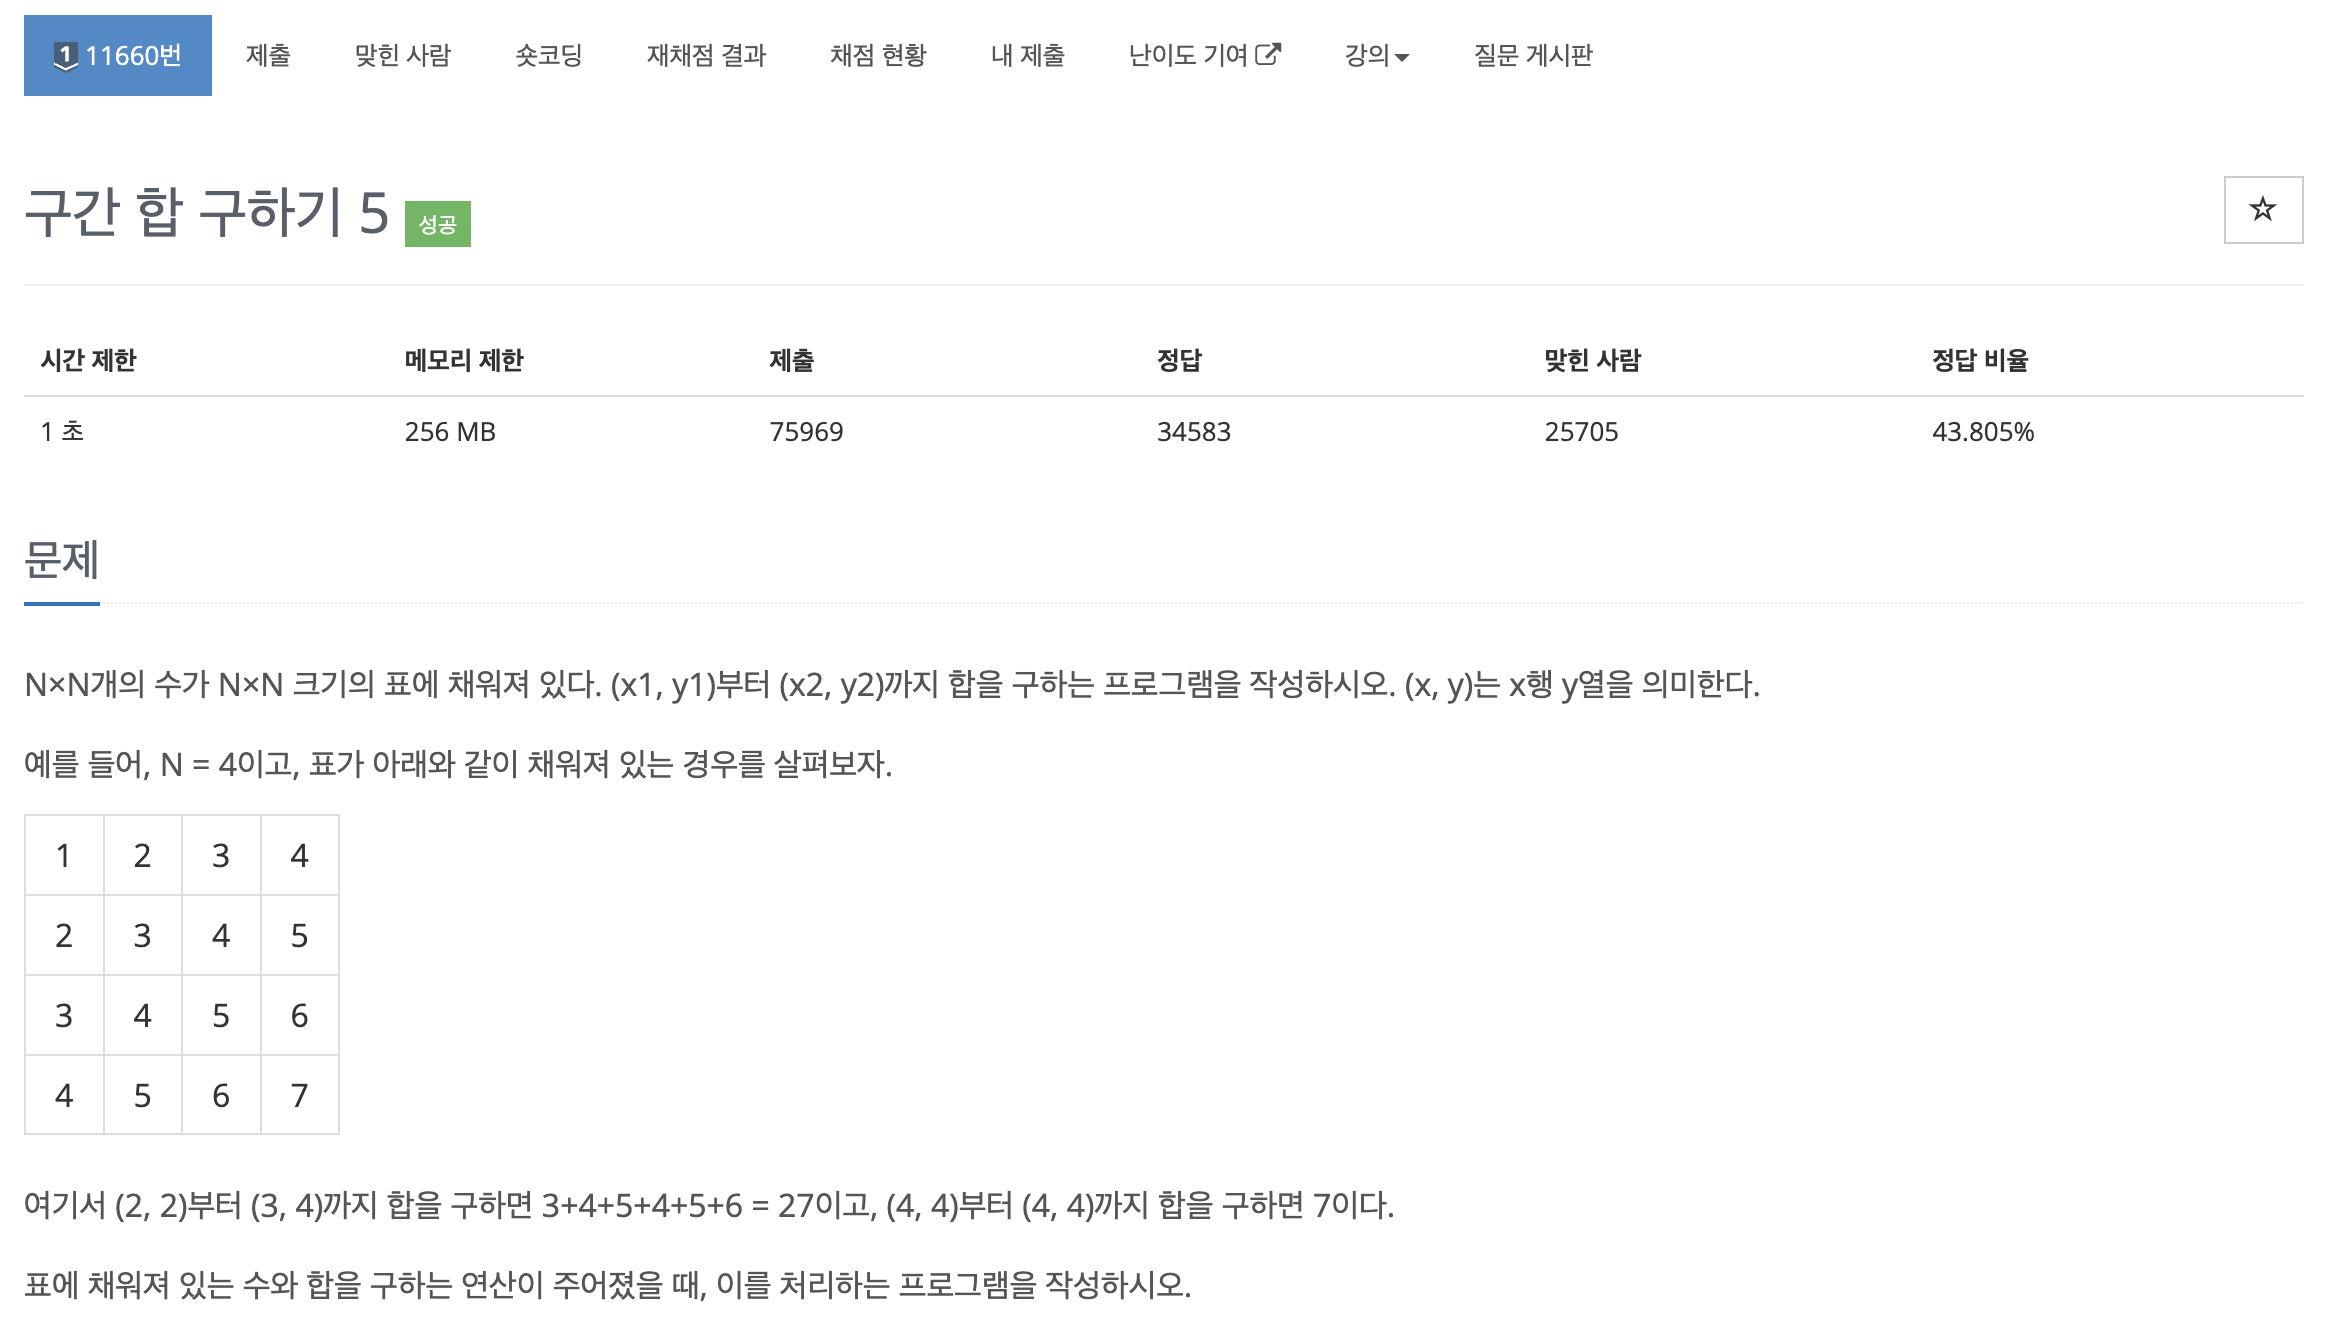 1 11660번 제출 맞힌 사람 숏코딩 재채점 결과 채점 현황 내 제출 난이도 기여 강의 질문 게시판
구간 합 구하기 5 성공
시간 제한 메모리 제한 제출 정답 맞힌 사람 정답 비율
1 초 256 MB 75969 34583 25705 43.805%
문제
N×N개의 수가 N×N 크기의 표에 채워져 있다. (x1, y1)부터 (x2, y2)까지 합을 구하는 프로그램을 작성하시오. (x, y)는 x행 y열을 의미한다.
예를 들어, N = 4이고, 표가 아래와 같이 채워져 있는 경우를 살펴보자.
1 2 3 4
2 3 4 5
3 4 5 6
4 5 6 7
여기서 (2, 2)부터 (3, 4)까지 합을 구하면 3+4+5+4+5+6 = 27이고, (4, 4)부터 (4, 4)까지 합을 구하면 7이다.
표에 채워져 있는 수와 합을 구하는 연산이 주어졌을 때, 이를 처리하는 프로그램을 작성하시오.